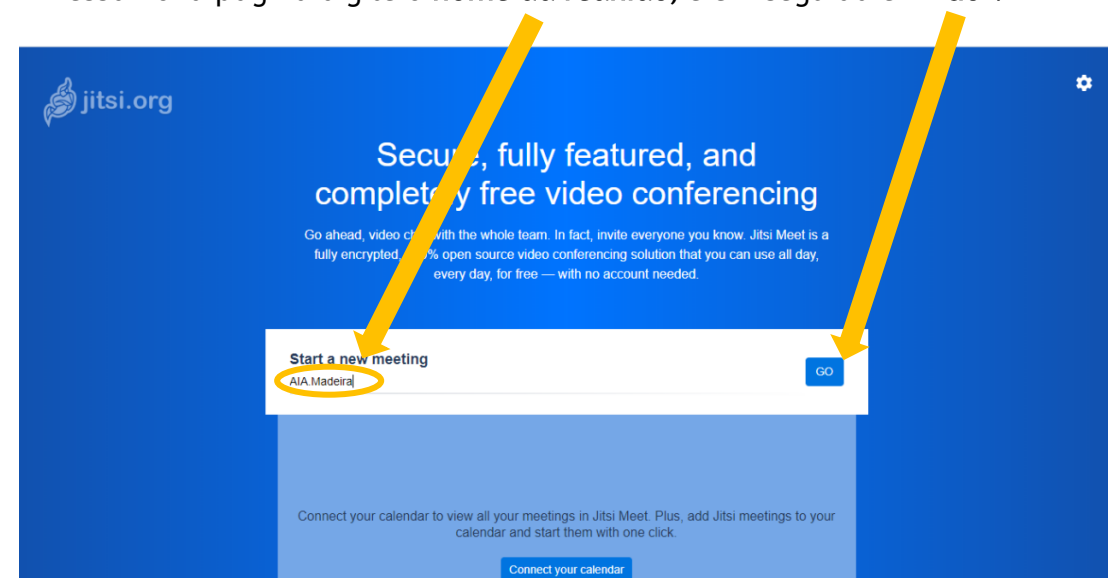 jitsi.org
Secure, fully featured, and
completely free video conferencing
Go ahead, video chat with the whole team. In fact, invite everyone you know. Jitsi Meet is a
fully encrypted, 100% open source video conferencing solution that you can use all day,
every day, for free — with no account needed.
Start a new meeting
AIA.Madeira
GO
Connect your calendar to view all your meetings in Jitsi Meet. Plus, add Jitsi meetings to your
calendar and start them with one click.
Connect your calendar